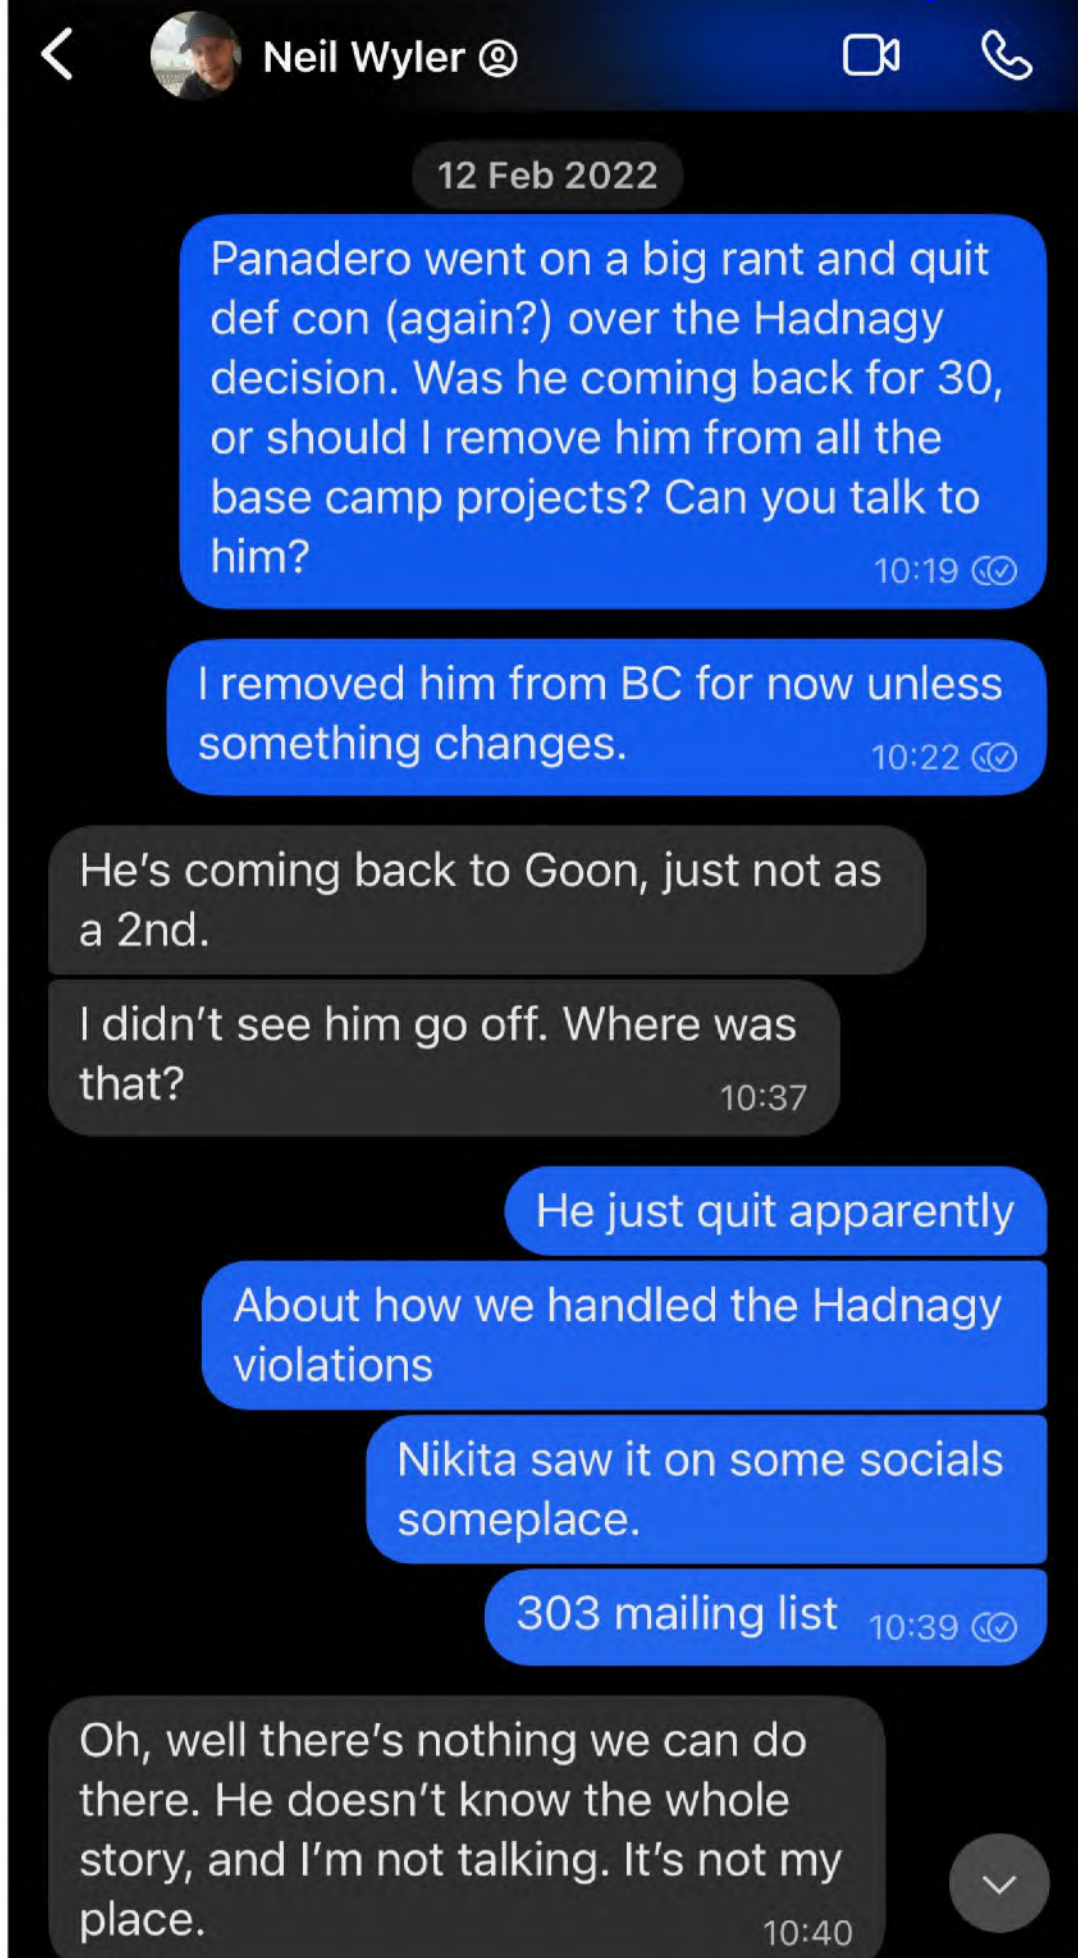 Neil Wyler
12 Feb 2022
Panadero went on a big rant and quit
def con (again?) over the Hadnagy
decision. Was he coming back for 30,
or should I remove him from all the
base camp projects? Can you talk to
him?
10:19
I removed him from BC for now unless
something changes.
10:22
He's coming back to Goon, just not as
a 2nd.
I didn't see him go off. Where was
that?
10:37
He just quit apparently
About how we handled the Hadnagy
violations
Nikita saw it on some socials
someplace.
303 mailing list 10:39
Oh, well there's nothing we can do
there. He doesn't know the whole
story, and I'm not talking. It's not my
place.
10:40